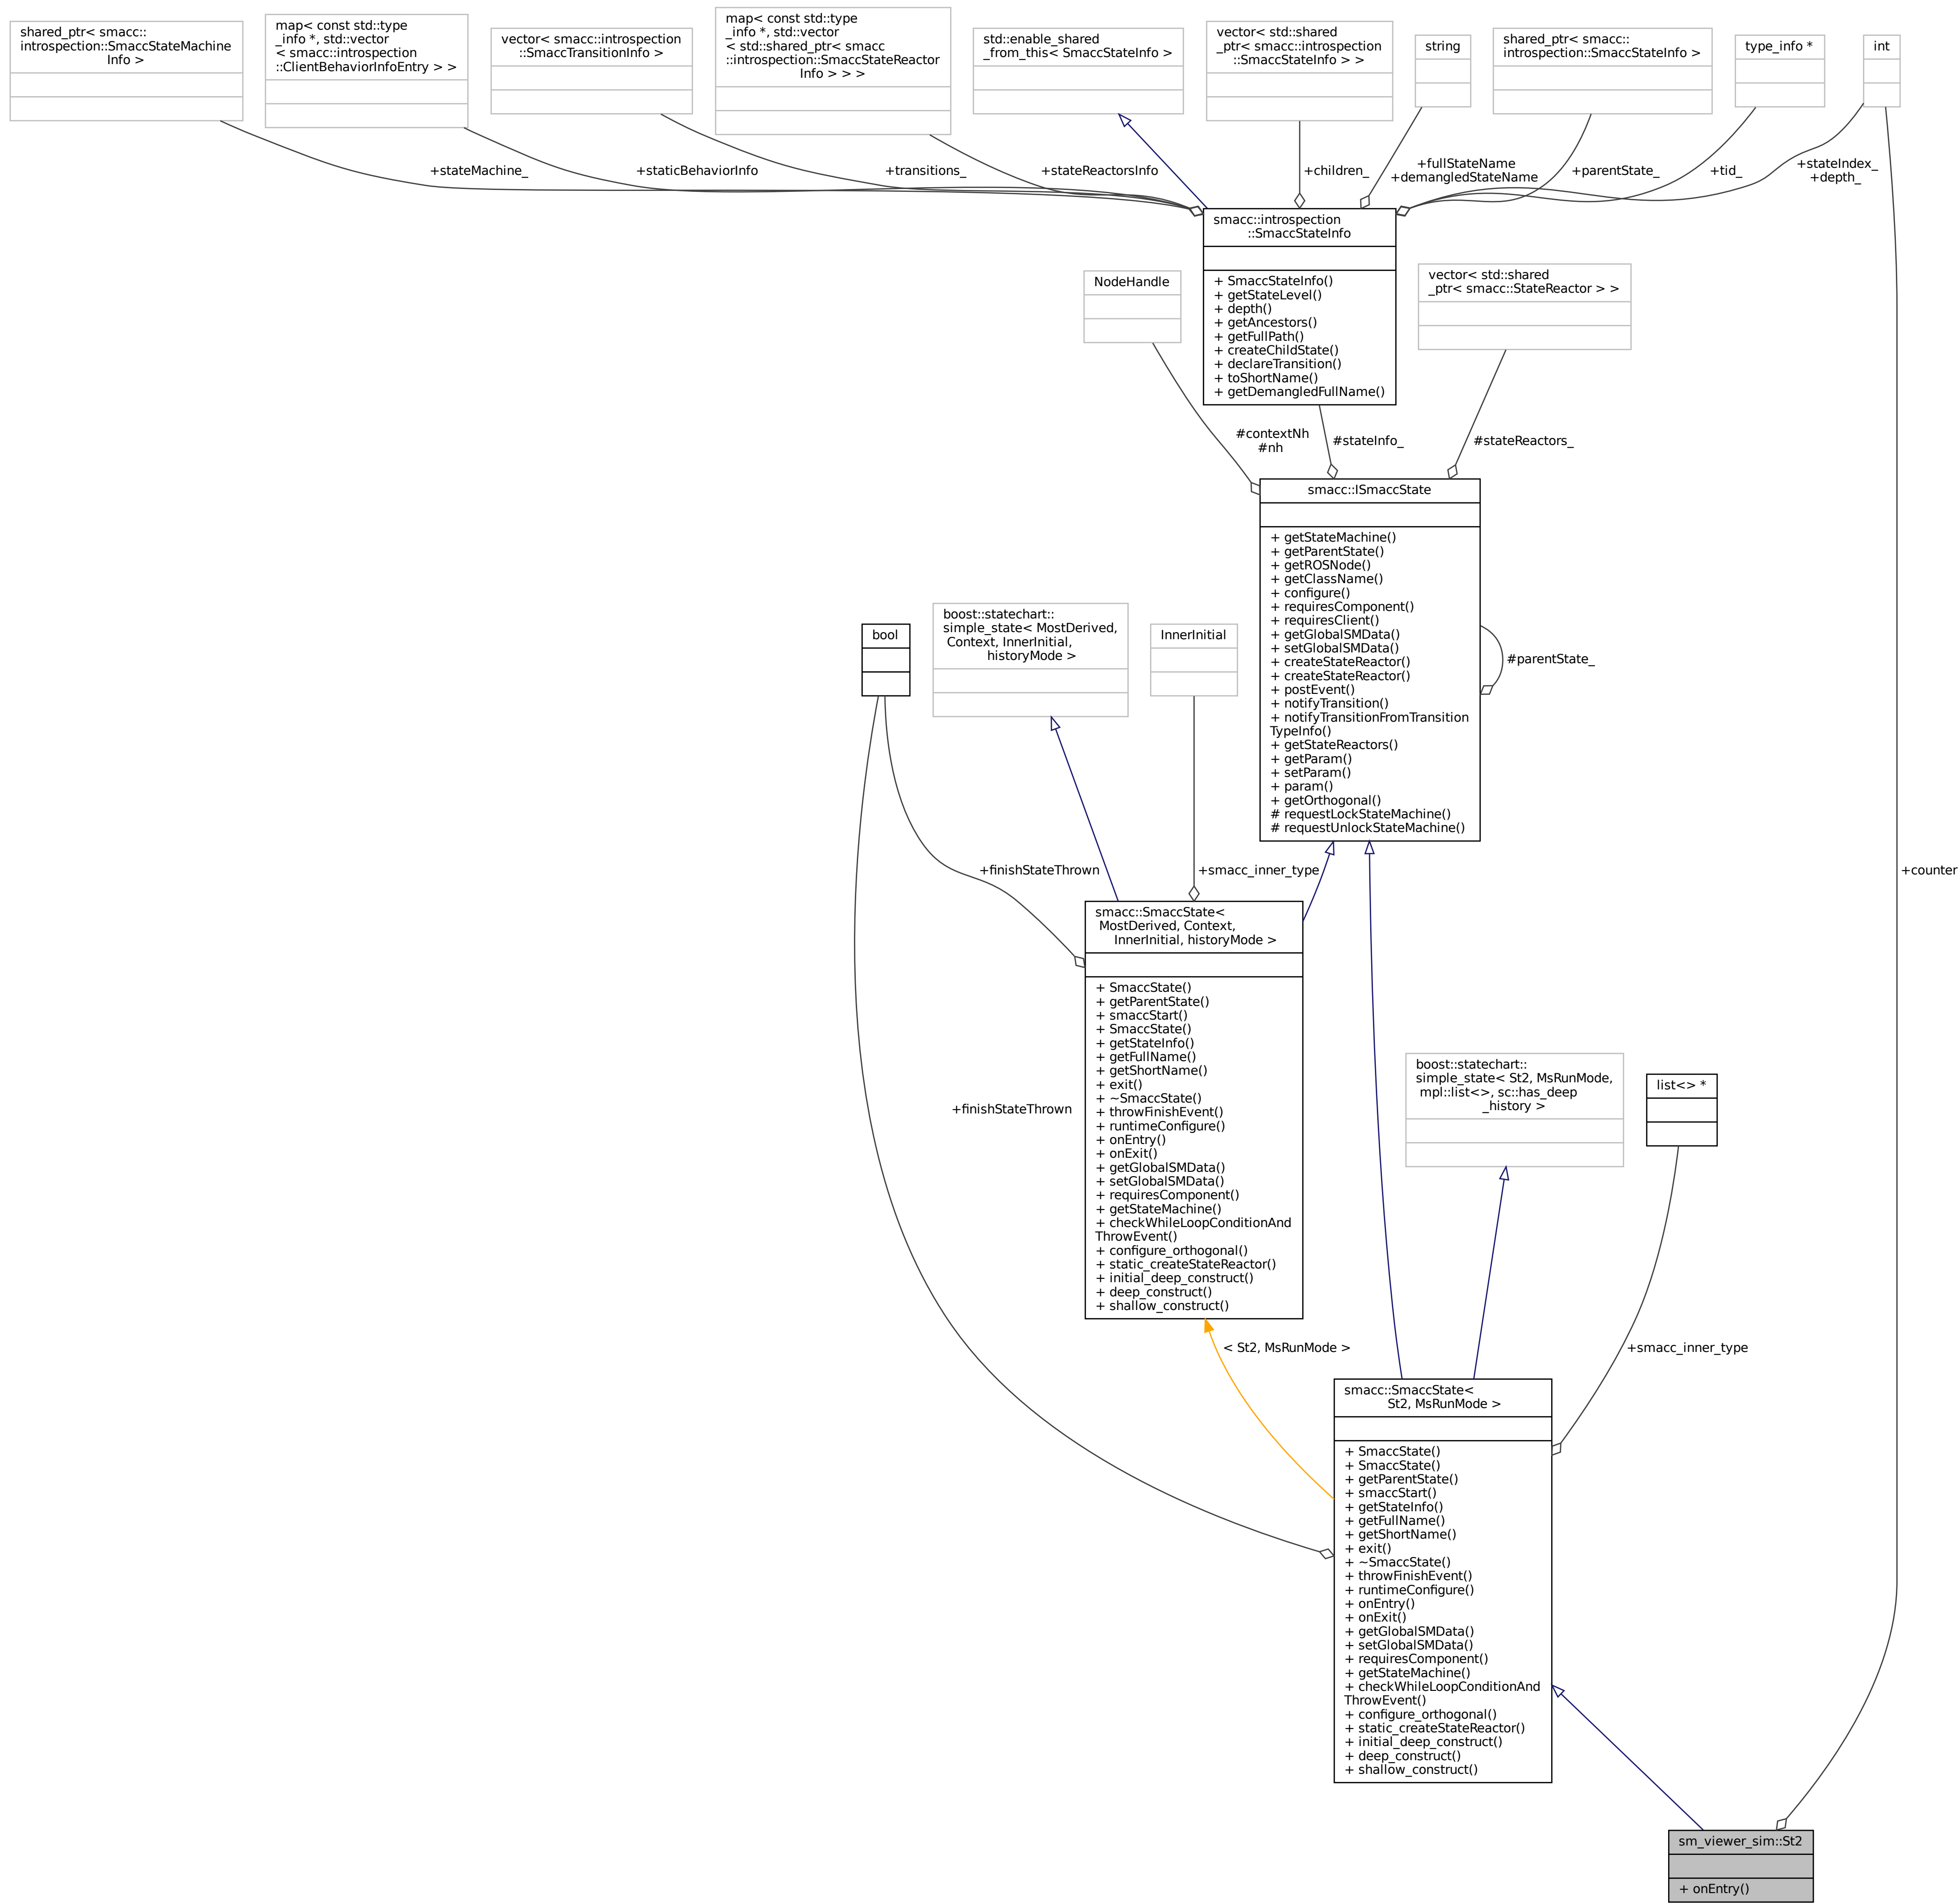 shared_ptr< smacc::
introspection::SmaccStateMachine
Info >
map< const std::type
_info *, std::vector
< smacc::introspection
::ClientBehaviorInfoEntry > >
vector< smacc::introspection
::SmaccTransitionInfo >
map< const std::type
_info *, std::vector
< std::shared_ptr< smacc
::introspection::SmaccStateReactor
Info > > >
std::enable_shared
_from_this< SmaccStateInfo >
vector< std::shared
_ptr< smacc::introspection
::SmaccStateInfo > >
string
shared_ptr< smacc::
introspection::SmaccStateInfo >
type_info *
int
+stateMachine_
+staticBehaviorInfo
+transitions_
+stateReactorsInfo
+children_
+fullStateName
+demangledStateName
+parentState_
+tid_
+stateIndex_
+depth_
smacc::introspection
::SmaccStateInfo
+ SmaccStateInfo()
+ getStateLevel()
+ depth()
+ getAncestors()
+ getFullPath()
+ createChildState()
+ declareTransition()
+ toShortName()
+ getDemangledFullName()
NodeHandle
vector< std::shared
_ptr< smacc::StateReactor > >
#contextNh
#nh
#stateInfo_
#stateReactors_
smacc::ISmaccState
+ getStateMachine()
+ getParentState()
+ getROSNode()
+ getClassName()
+ configure()
+ requiresComponent()
+ requiresClient()
+ getGlobalSMData()
+ setGlobalSMData()
+ createStateReactor()
+ createStateReactor()
+ postEvent()
+ notifyTransition()
+ notifyTransitionFromTransition
TypeInfo()
+ getStateReactors()
+ getParam()
+ setParam()
+ param()
+ getOrthogonal()
# requestLockStateMachine()
# requestUnlockStateMachine()
#parentState_
bool
boost::statechart::
simple_state< MostDerived,
Context, InnerInitial,
historyMode >
InnerInitial
+finishStateThrown
+smacc_inner_type
+counter
smacc::SmaccState<
MostDerived, Context,
InnerInitial, historyMode >
+ SmaccState()
+ getParentState()
+ smaccStart()
+ SmaccState()
+ getStateInfo()
+ getFullName()
+ getShortName()
+ exit()
+ ~SmaccState()
+ throwFinishEvent()
+ runtimeConfigure()
+ onEntry()
+ onExit()
+ getGlobalSMData()
+ setGlobalSMData()
+ requiresComponent()
+ getStateMachine()
+ checkWhileLoopConditionAnd
ThrowEvent()
+ configure_orthogonal()
+ static_createStateReactor()
+ initial_deep_construct()
+ deep_construct()
+ shallow_construct()
+finishStateThrown
boost::statechart::
simple_state< St2, MsRunMode,
mpl::list<>, sc::has_deep
_history >
list<> *
< St2, MsRunMode >
+smacc_inner_type
smacc::SmaccState<
St2, MsRunMode >
+ SmaccState()
+ SmaccState()
+ getParentState()
+ smaccStart()
+ getStateInfo()
+ getFullName()
+ getShortName()
+ exit()
+ ~SmaccState()
+ throwFinishEvent()
+ runtimeConfigure()
+ onEntry()
+ onExit()
+ getGlobalSMData()
+ setGlobalSMData()
+ requiresComponent()
+ getStateMachine()
+ checkWhileLoopConditionAnd
ThrowEvent()
+ configure_orthogonal()
+ static_createStateReactor()
+ initial_deep_construct()
+ deep_construct()
+ shallow_construct()
sm_viewer_sim::St2
+ onEntry()